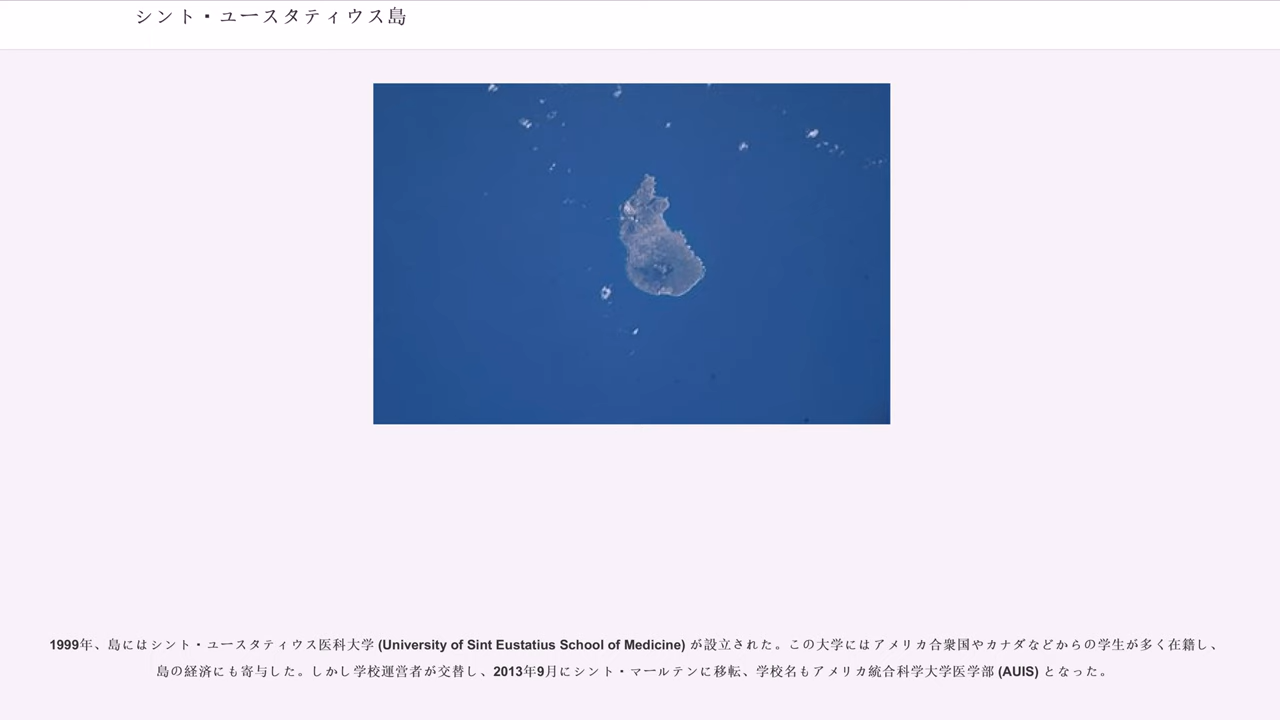 シント・ユースタティウス島
1999年、島にはシント・ユースタティウス医科大学 (University of Sint Eustatius School of Medicine) が設立された。この大学にはアメリカ合衆国やカナダなどからの学生が多く在籍し、
島の経済にも寄与した。しかし学校運営者が交替し、2013年9月にシント・マールテンに移転、学校名もアメリカ統合科学大学医学部 (AUIS) となった。